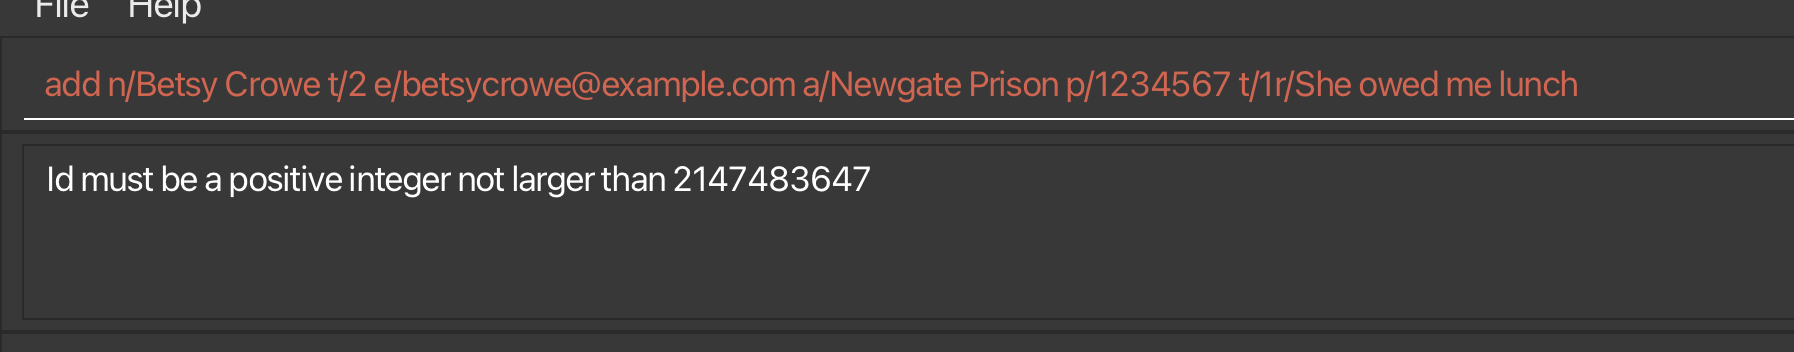 File Help
add n/Betsy Crowe t/2 e/betsycrowe@example.com a/Newgate Prison p/1234567 t/1r/She owed me lunch
Id must be a positive integer not larger than 2147483647